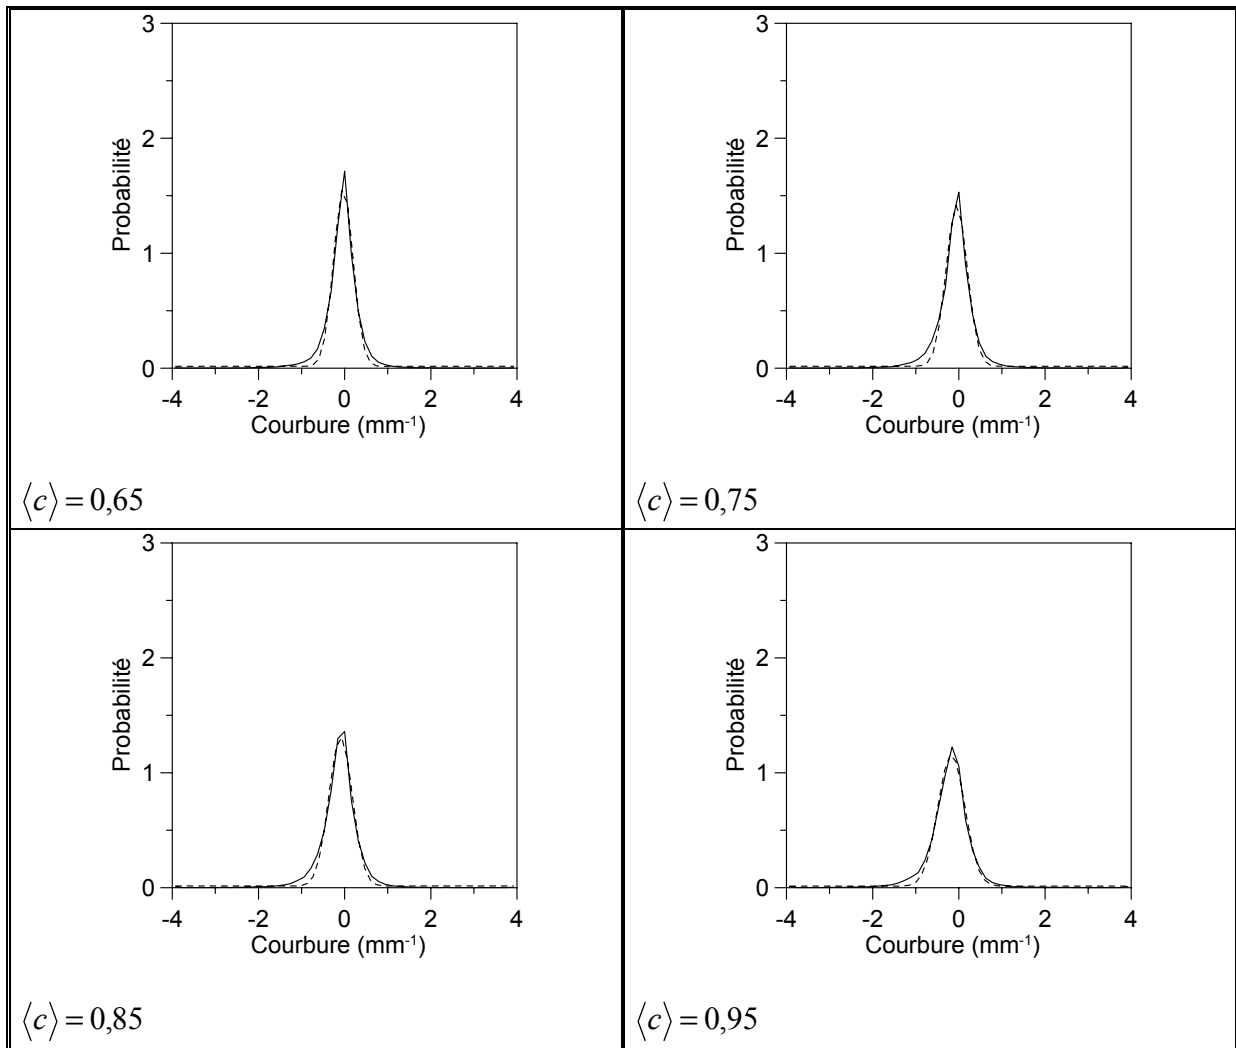 3
2
1
0
Probabilité
-4 -2 0 2 4
Courbure (mm-1)
⟨c⟩ = 0,65
3
2
1
0
Probabilité
-4 -2 0 2 4
Courbure (mm-1)
⟨c⟩ = 0,75
3
2
1
0
Probabilité
-4 -2 0 2 4
Courbure (mm-1)
⟨c⟩ = 0,85
3
2
1
0
Probabilité
-4 -2 0 2 4
Courbure (mm-1)
⟨c⟩ = 0,95